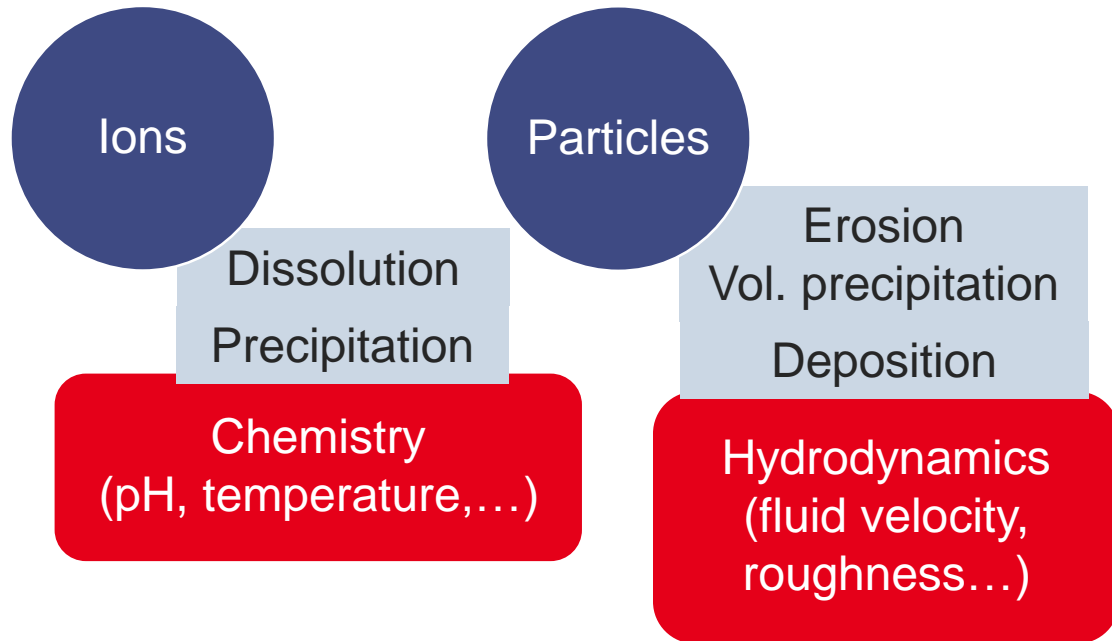 Ions
Dissolution
Precipitation
Chemistry
(pH, temperature,…)
Particles
Erosion
Vol. precipitation
Deposition
Hydrodynamics
(fluid velocity,
roughness…)